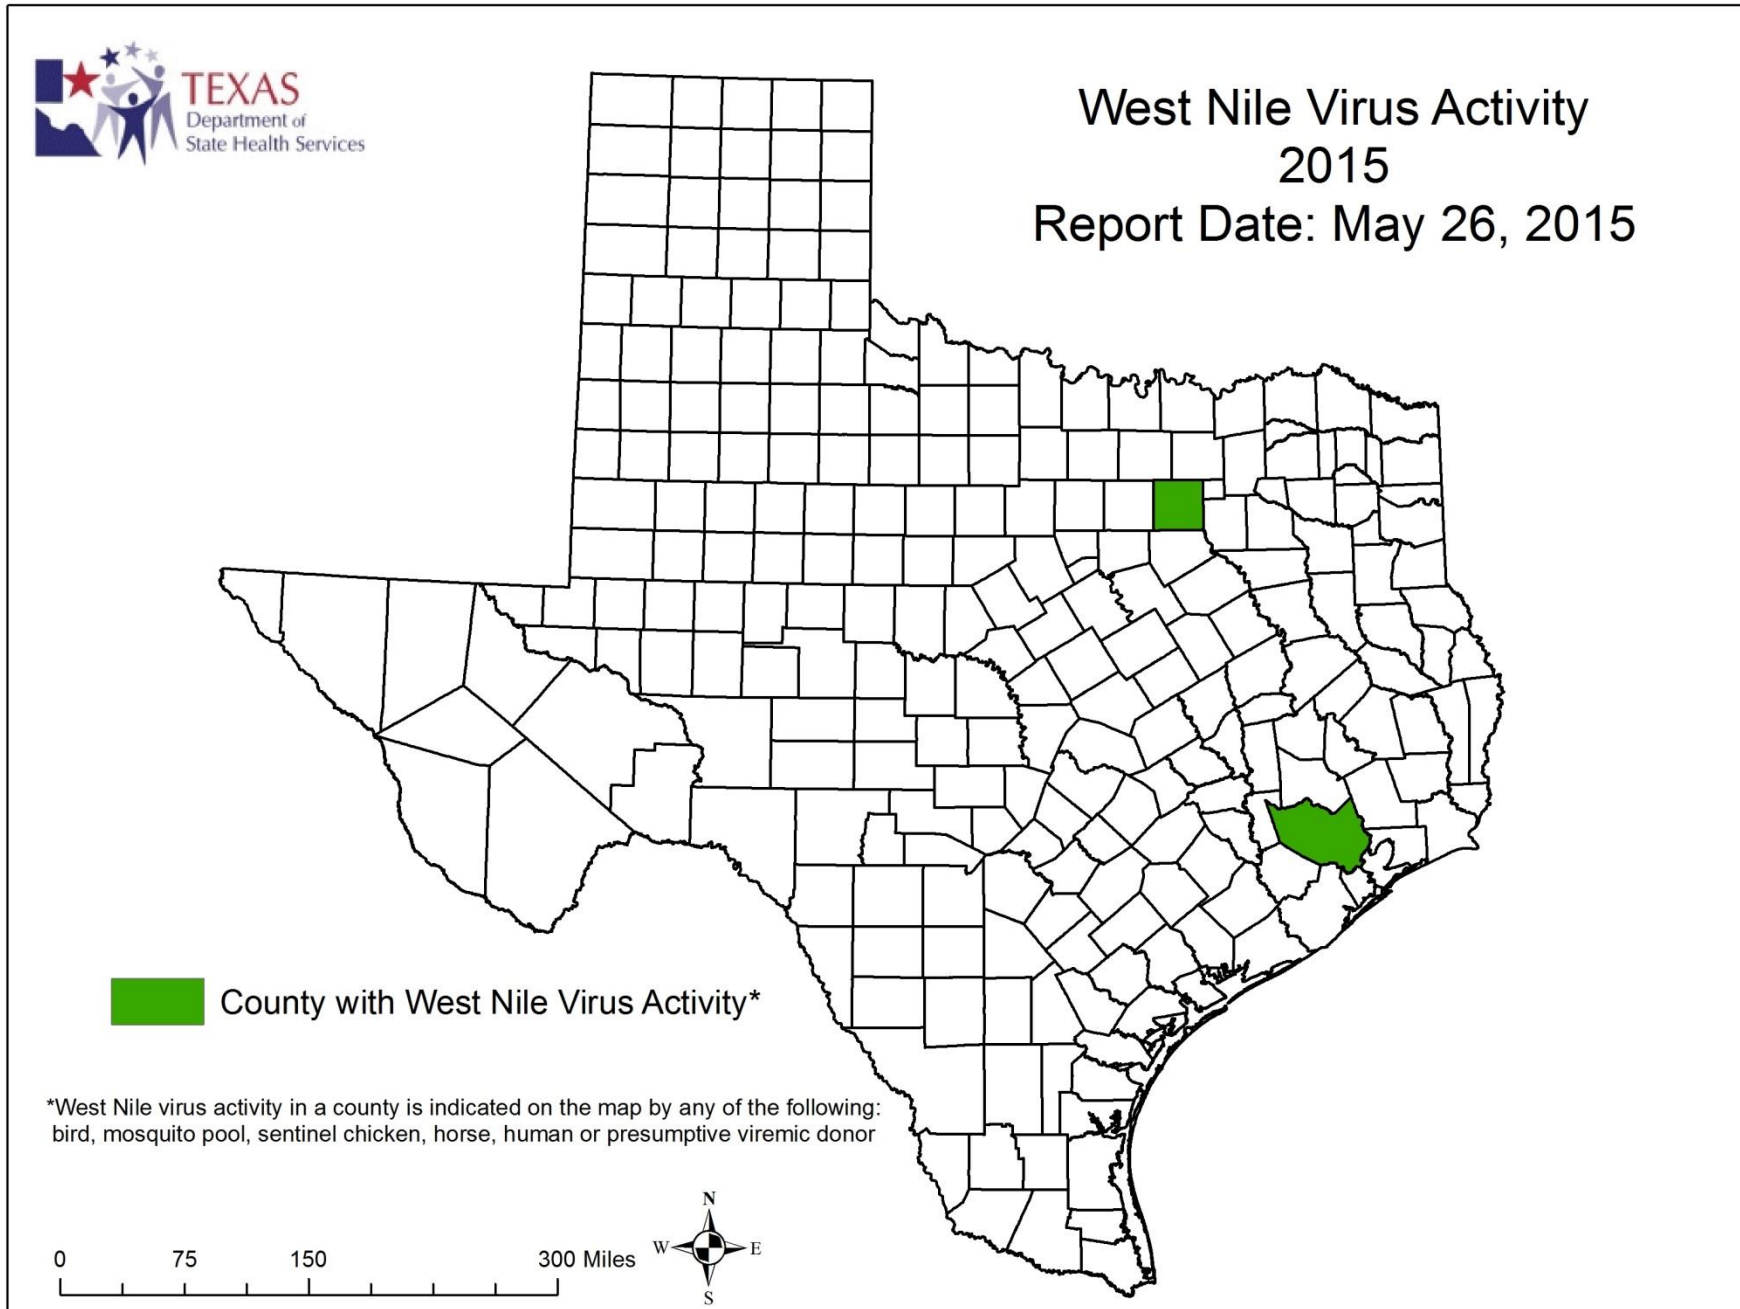 TEXAS
Department of
State Health Services
West Nile Virus Activity
2015
Report Date: May 26, 2015
County with West Nile Virus Activity*
*West Nile virus activity in a county is indicated on the map by any of the following:
bird, mosquito pool, sentinel chicken, horse, human or presumptive viremic donor
0 75 150 300 Miles
N
W E
S